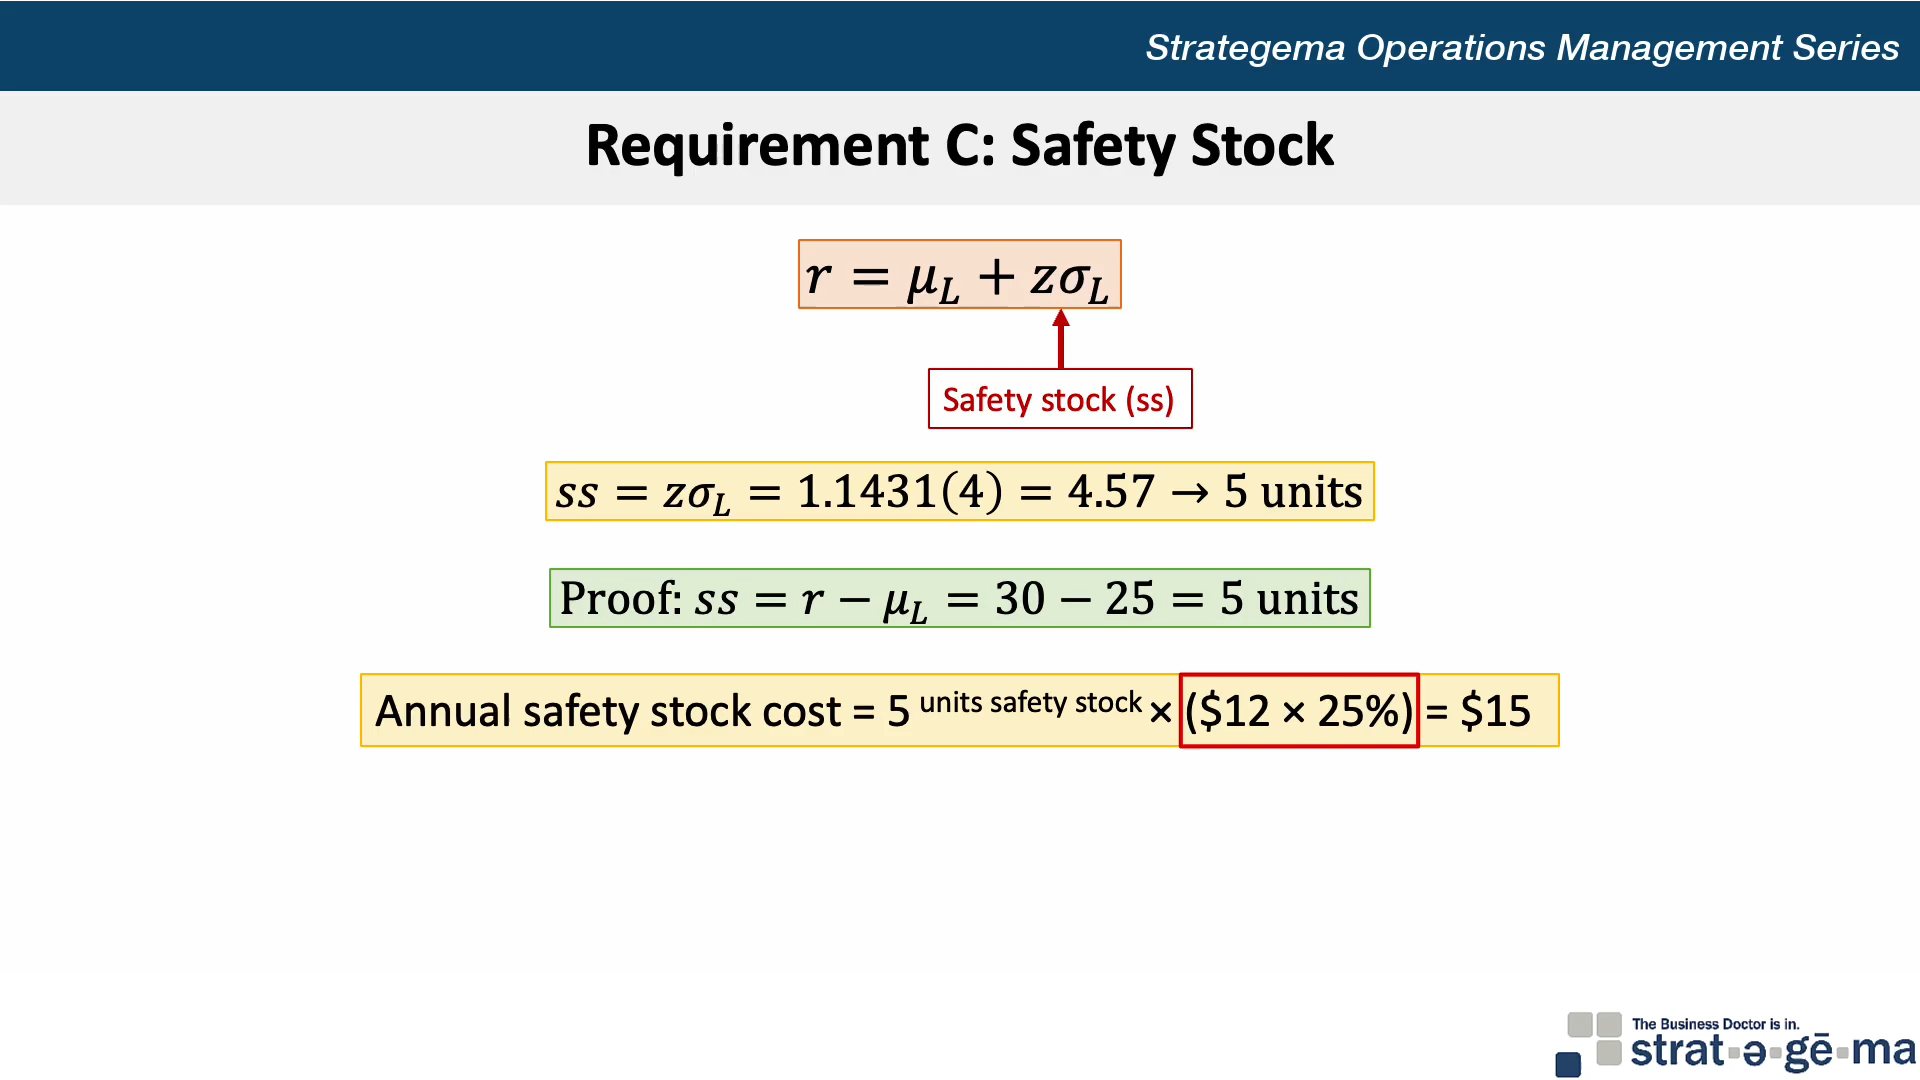 Strategema Operations Management Series
Requirement C: Safety Stock
r = μL + zσL
Safety stock (ss)
ss = zσL = 1.1431(4) = 4.57 → 5 units
Proof: ss = r − μL = 30 − 25 = 5 units
Annual safety stock cost = 5 units safety stock × ($12 × 25%) = $15
The Business Doctor is in.
strat▪ə▪gē▪ma